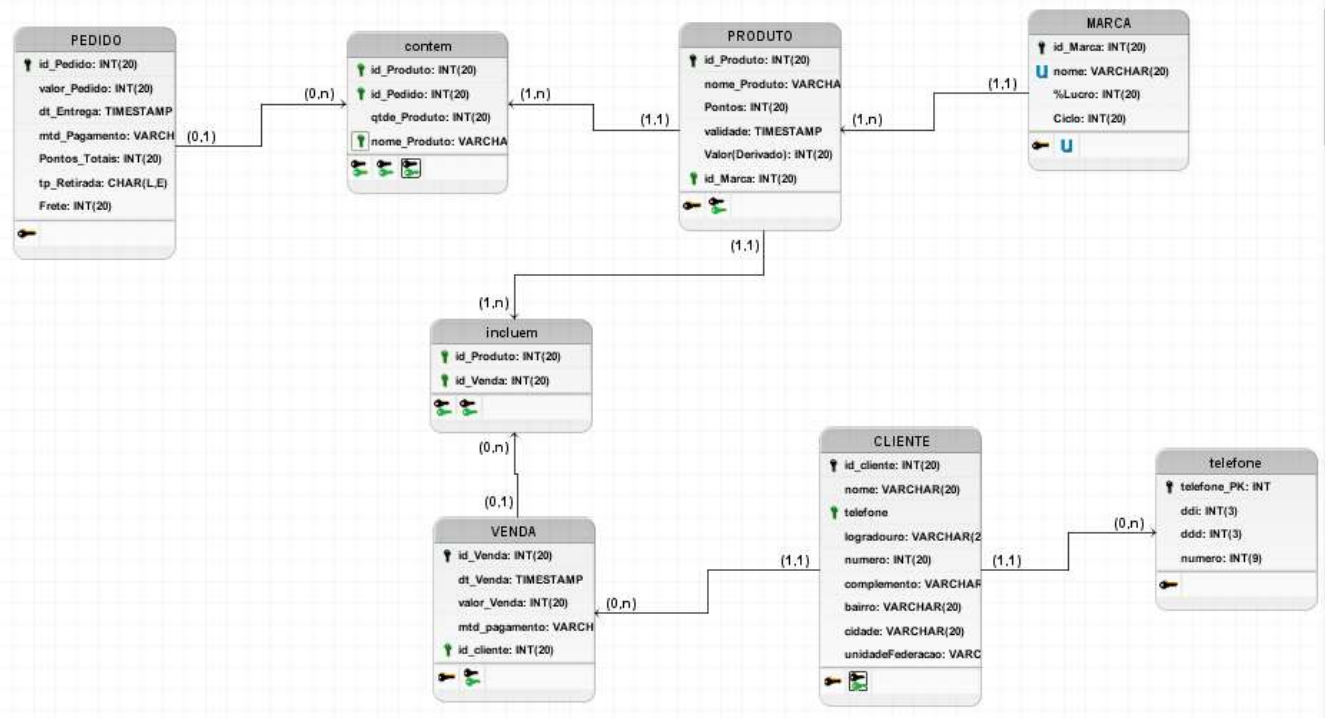 PEDIDO
id_Pedido: INT(20)
valor_Pedido: INT(20)
dt_Entrega: TIMESTAMP
mtd_Pagamento: VARCH
Pontos_Totais: INT(20)
tp_Retirada: CHAR(L,E)
Frete: INT(20)
(0,1)
(0,n)
contem
id_Produto: INT(20)
id_Pedido: INT(20)
qtde_Produto: INT(20)
nome_Produto: VARCHA
(1,n)
(1,1)
PRODUTO
id_Produto: INT(20)
nome_Produto: VARCHA
Pontos: INT(20)
validade: TIMESTAMP
Valor(Derivado): INT(20)
id_Marca: INT(20)
(1,n)
(1,1)
MARCA
id_Marca: INT(20)
U nome: VARCHAR(20)
%Lucro: INT(20)
Ciclo: INT(20)
U
(1,1)
(1,n)
incluem
id_Produto: INT(20)
id_Venda: INT(20)
(0,n)
(0,1)
VENDA
id_Venda: INT(20)
dt_Venda: TIMESTAMP
valor_Venda: INT(20)
mtd_pagamento: VARCH
id_cliente: INT(20)
(0,n)
(1,1)
CLIENTE
id_cliente: INT(20)
nome: VARCHAR(20)
telefone
logradouro: VARCHAR(2
numero: INT(20)
complemento: VARCHAR
bairro: VARCHAR(20)
cidade: VARCHAR(20)
unidadeFederacao: VARC
(1,1)
(0,n)
telefone
telefone_PK: INT
ddi: INT(3)
ddd: INT(3)
numero: INT(9)